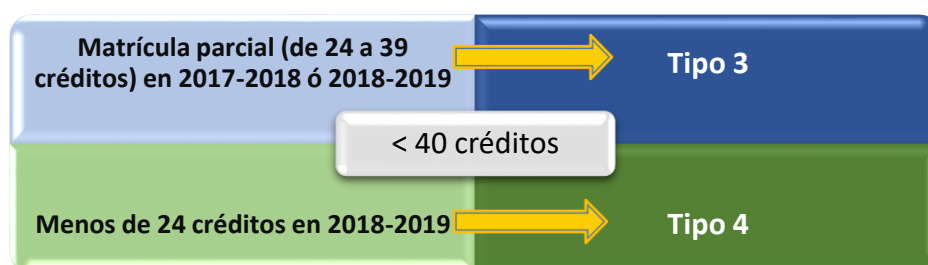 Matrícula parcial (de 24 a 39
créditos) en 2017-2018 ó 2018-2019
Tipo 3
< 40 créditos
Menos de 24 créditos en 2018-2019
Tipo 4